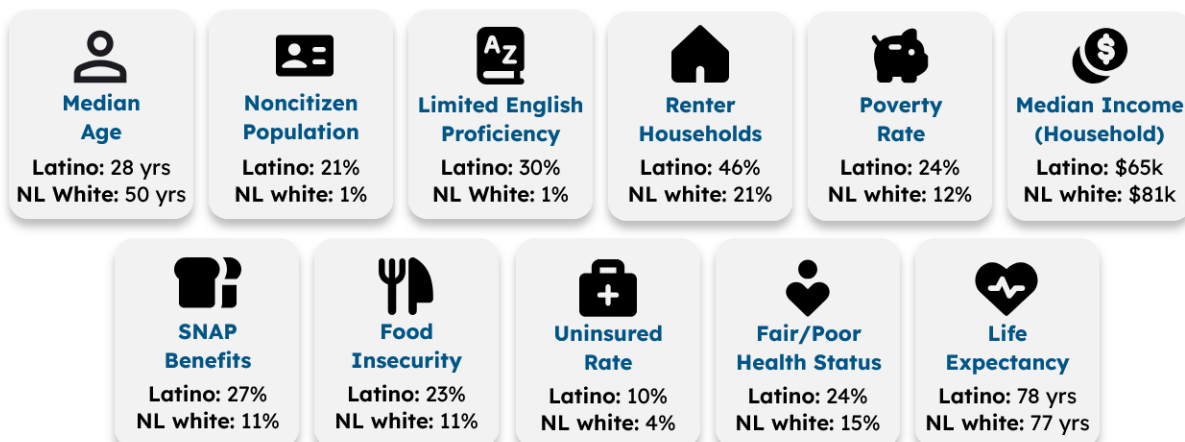 Median
Age
Latino: 28 yrs
NL White: 50 yrs
Noncitizen
Population
Latino: 21%
NL white: 1%
AZ
Limited English
Proficiency
Latino: 30%
NL White: 1%
Renter
Households
Latino: 46%
NL white: 21%
Poverty
Rate
Latino: 24%
NL white: 12%
$
Median Income
(Household)
Latino: $65k
NL white: $81k
SNAP
Benefits
Latino: 27%
NL white: 11%
Food
Insecurity
Latino: 23%
NL white: 11%
Uninsured
Rate
Latino: 10%
NL white: 4%
Fair/Poor
Health Status
Latino: 24%
NL white: 15%
Life
Expectancy
Latino: 78 yrs
NL white: 77 yrs